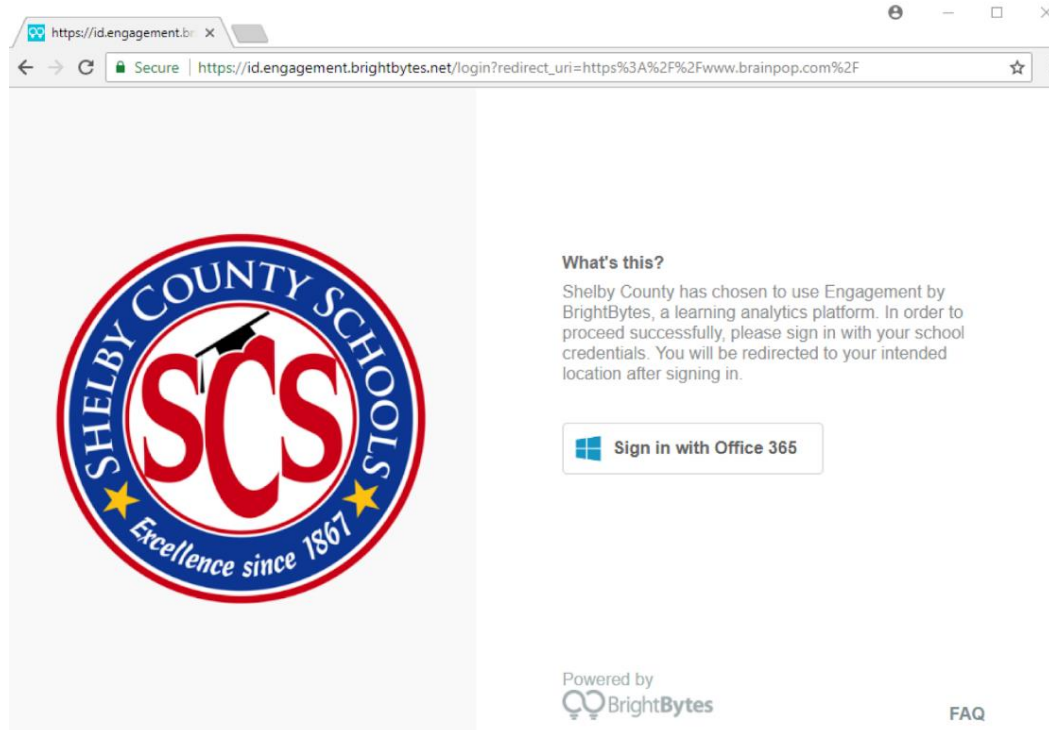 https://id.engagement.br
Secure | https://id.engagement.brightbytes.net/login?redirect_uri=https%3A%2F%2Fwww.brainpop.com%2F
SHELBY COUNTY SCHOOLS
SCS
Excellence since 1867
What's this?
Shelby County has chosen to use Engagement by
BrightBytes, a learning analytics platform. In order to
proceed successfully, please sign in with your school
credentials. You will be redirected to your intended
location after signing in.
Sign in with Office 365
Powered by
BrightBytes
FAQ